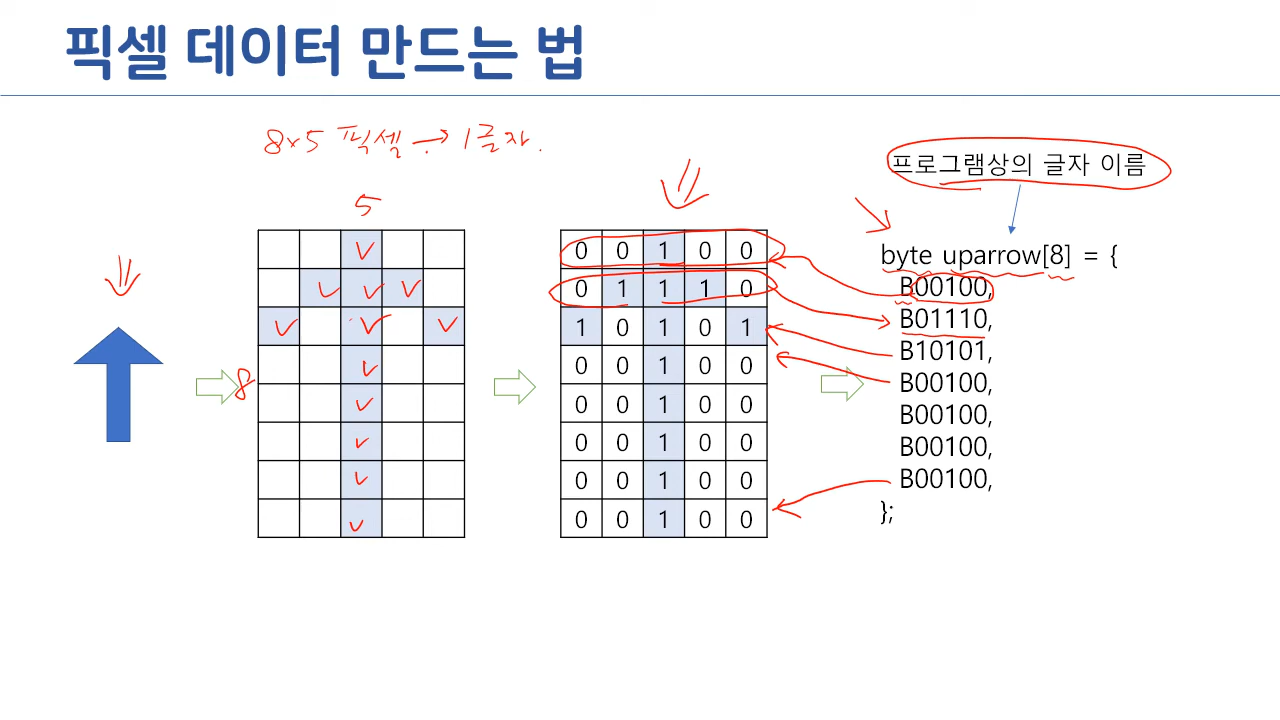 픽셀 데이터 만드는 법
8x5 픽셀 → 1글자.
프로그램상의 글자 이름
5
8
0 0 1 0 0
0 1 1 1 0
1 0 1 0 1
0 0 1 0 0
0 0 1 0 0
0 0 1 0 0
0 0 1 0 0
0 0 1 0 0
byte uparrow[8] = {
B00100,
B01110,
B10101,
B00100,
B00100,
B00100,
B00100,
};